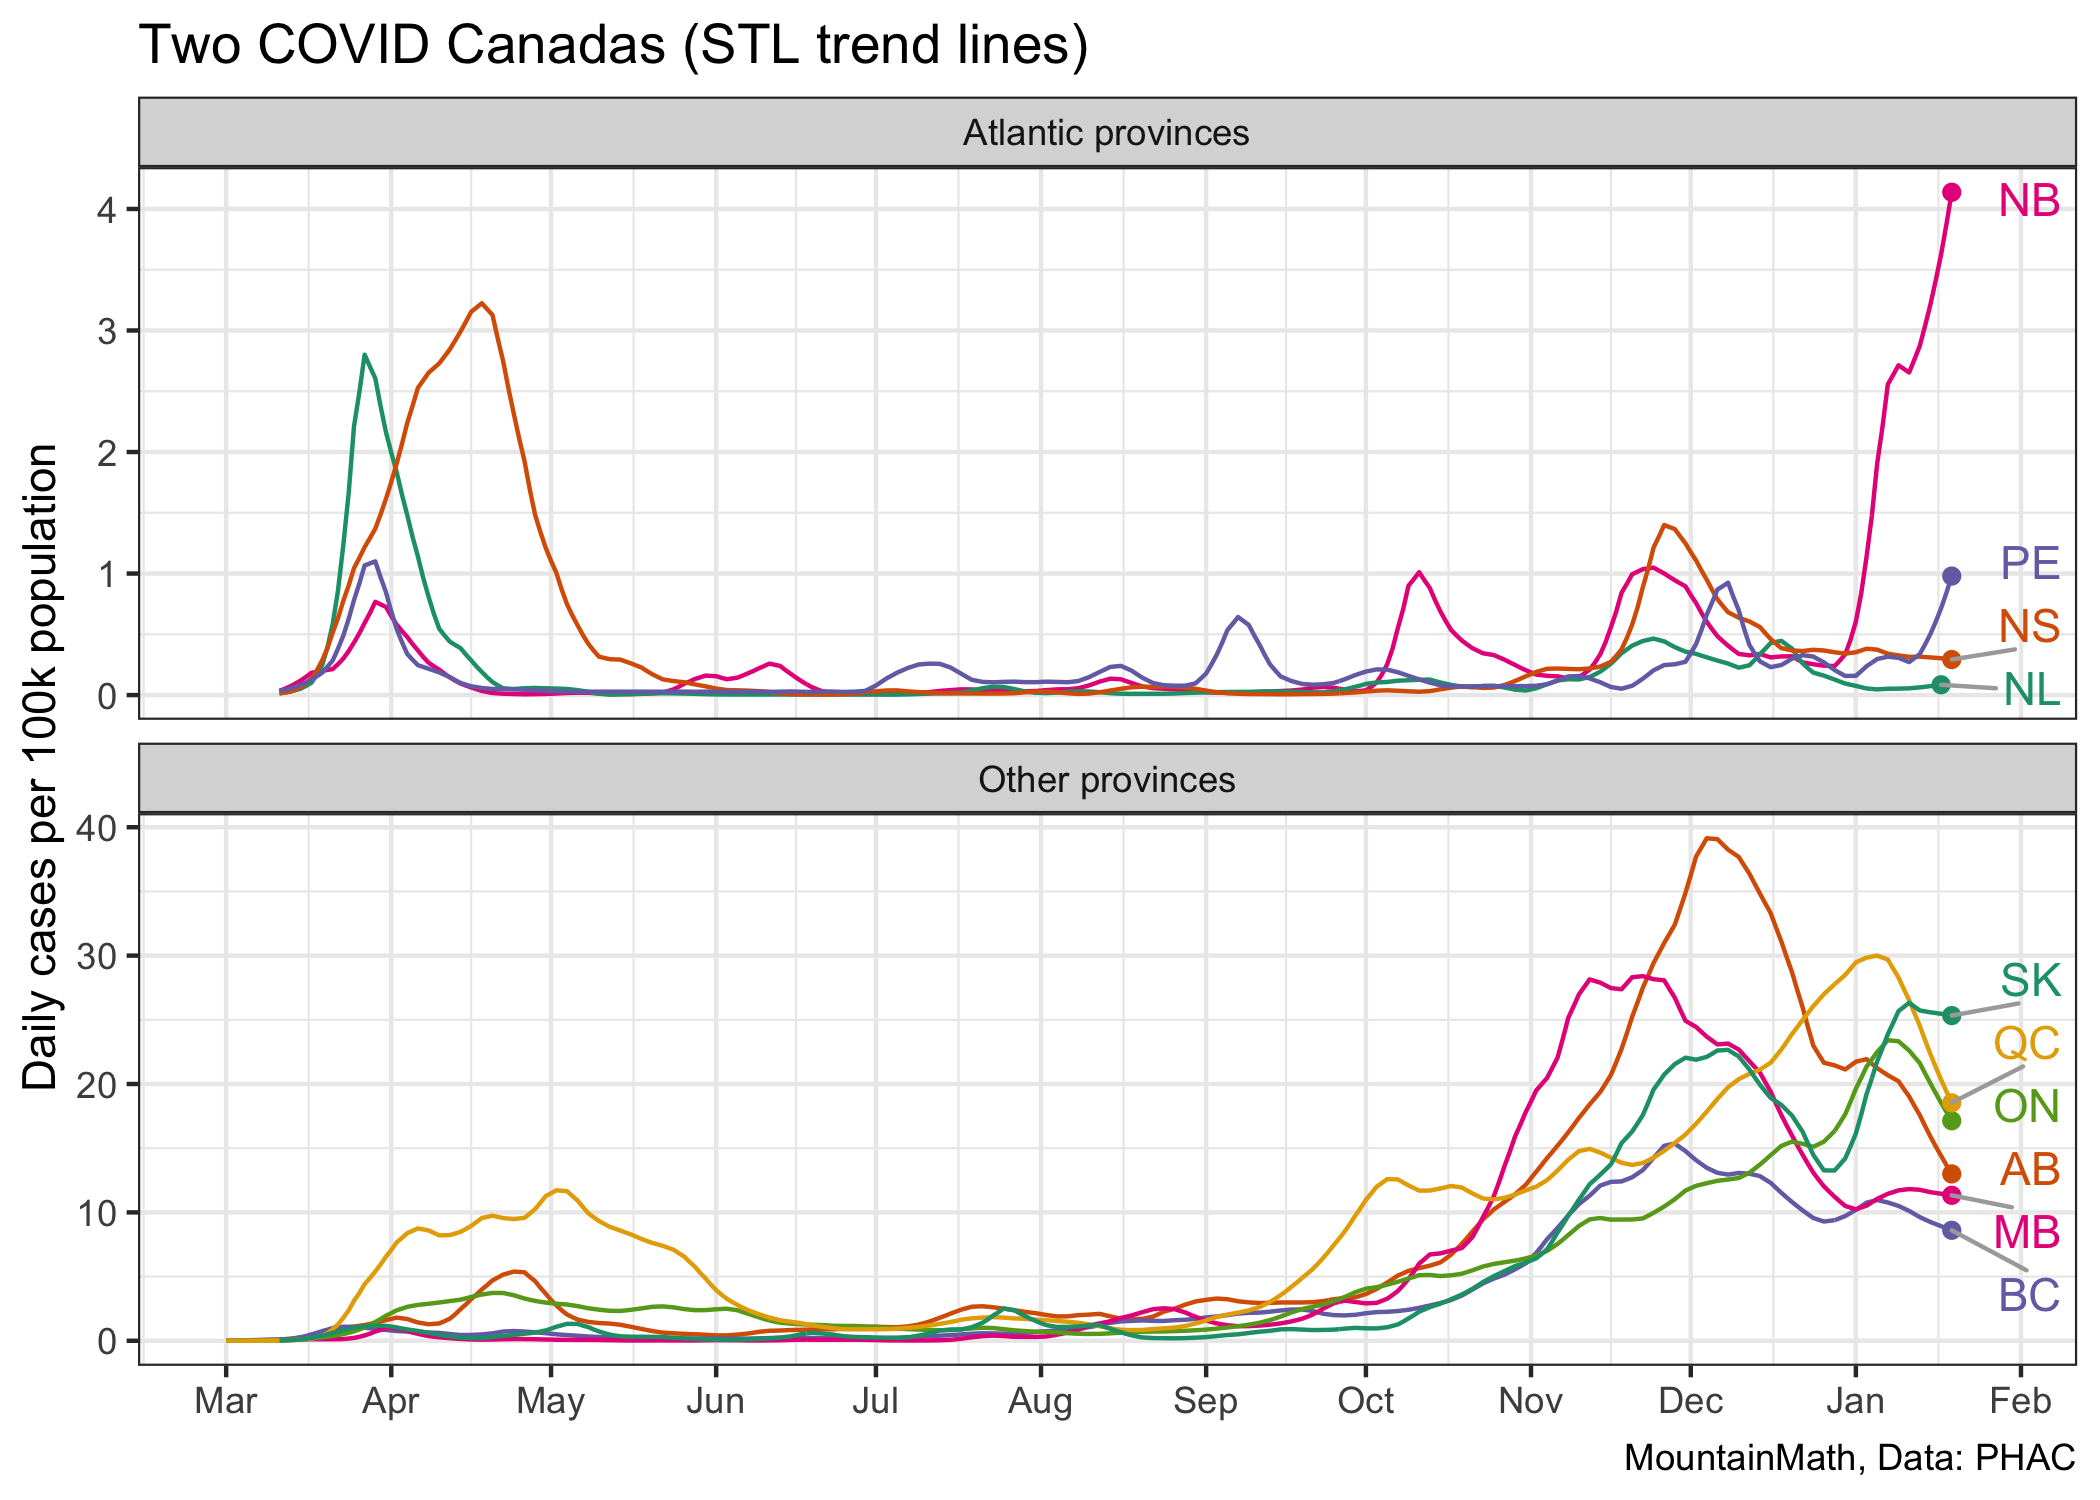 Two COVID Canadas (STL trend lines)
Atlantic provinces
4
3
2
1
0
NB
PE
NS
NL
Daily cases per 100k population
Other provinces
40
30
20
10
0
SK
QC
ON
AB
MB
BC
Mar Apr May Jun Jul Aug Sep Oct Nov Dec Jan Feb
MountainMath, Data: PHAC